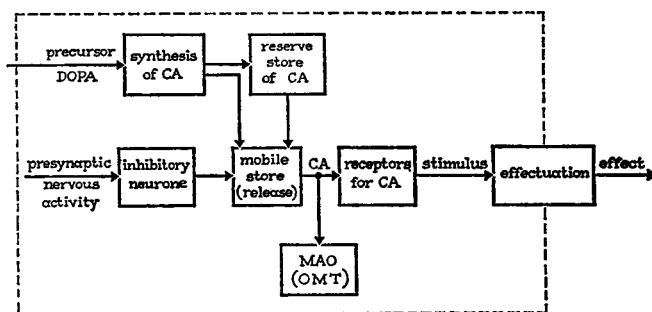 precursor
DOPA
synthesis
of CA
reserve
store
of CA
presynaptic
nervous
activity
inhibitory
neurone
mobile
store
(release)
CA
receptors
for CA
stimulus
effectuation
effect
MAO
(OMT)